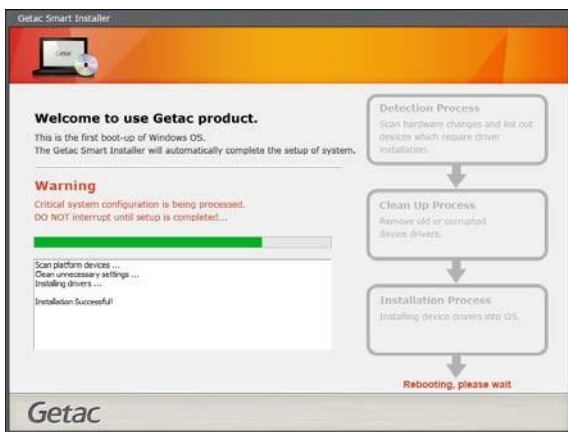 Getac Smart Installer
Getac
Welcome to use Getac product.
This is the first boot-up of Windows OS.
The Getac Smart Installer will automatically complete the setup of system.
Warning
Critical system configuration is being processed.
DO NOT interrupt until setup is completed...
Scan platform devices ...
Clean unnecessary settings ...
Installing drivers ...
Installation Successful!
Detection Process
Scan hardware changes and list out
devices which require driver
installation.
Clean Up Process
Remove old or corrupted
device drivers.
Installation Process
Installing device drivers into OS.
Rebooting, please wait
Getac